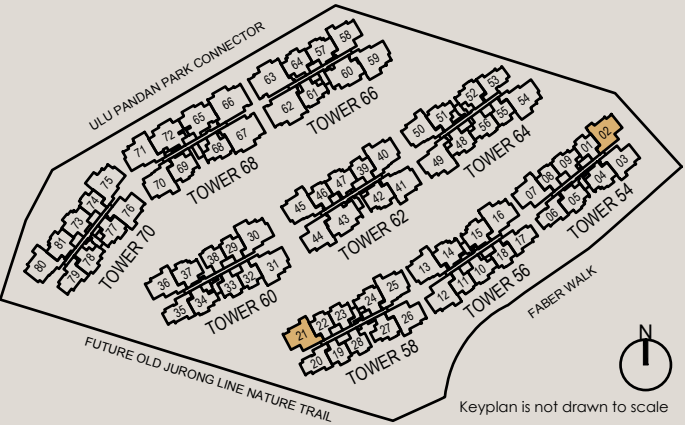 ULU PANDAN PARK CONNECTOR
63 64 57 58
62 61 60 59
TOWER 66
71 72 65 66
70 69 68 67
TOWER 68
50 51 52 53
49 48 56 55 54
TOWER 64
80 81 73 74 75
79 78 77 76
TOWER 70
45 46 47 39 40
44 43 42 41
TOWER 62
07 08 09 01 02
06 05 04 03
TOWER 54
36 37 38 29 30
35 34 33 32 31
TOWER 60
13 14 15 16
12 11 10 18 17
TOWER 56
21 22 23 24 25
20 19 28 27 26
TOWER 58
FABER WALK
FUTURE OLD JURONG LINE NATURE TRAIL
N
Keyplan is not drawn to scale